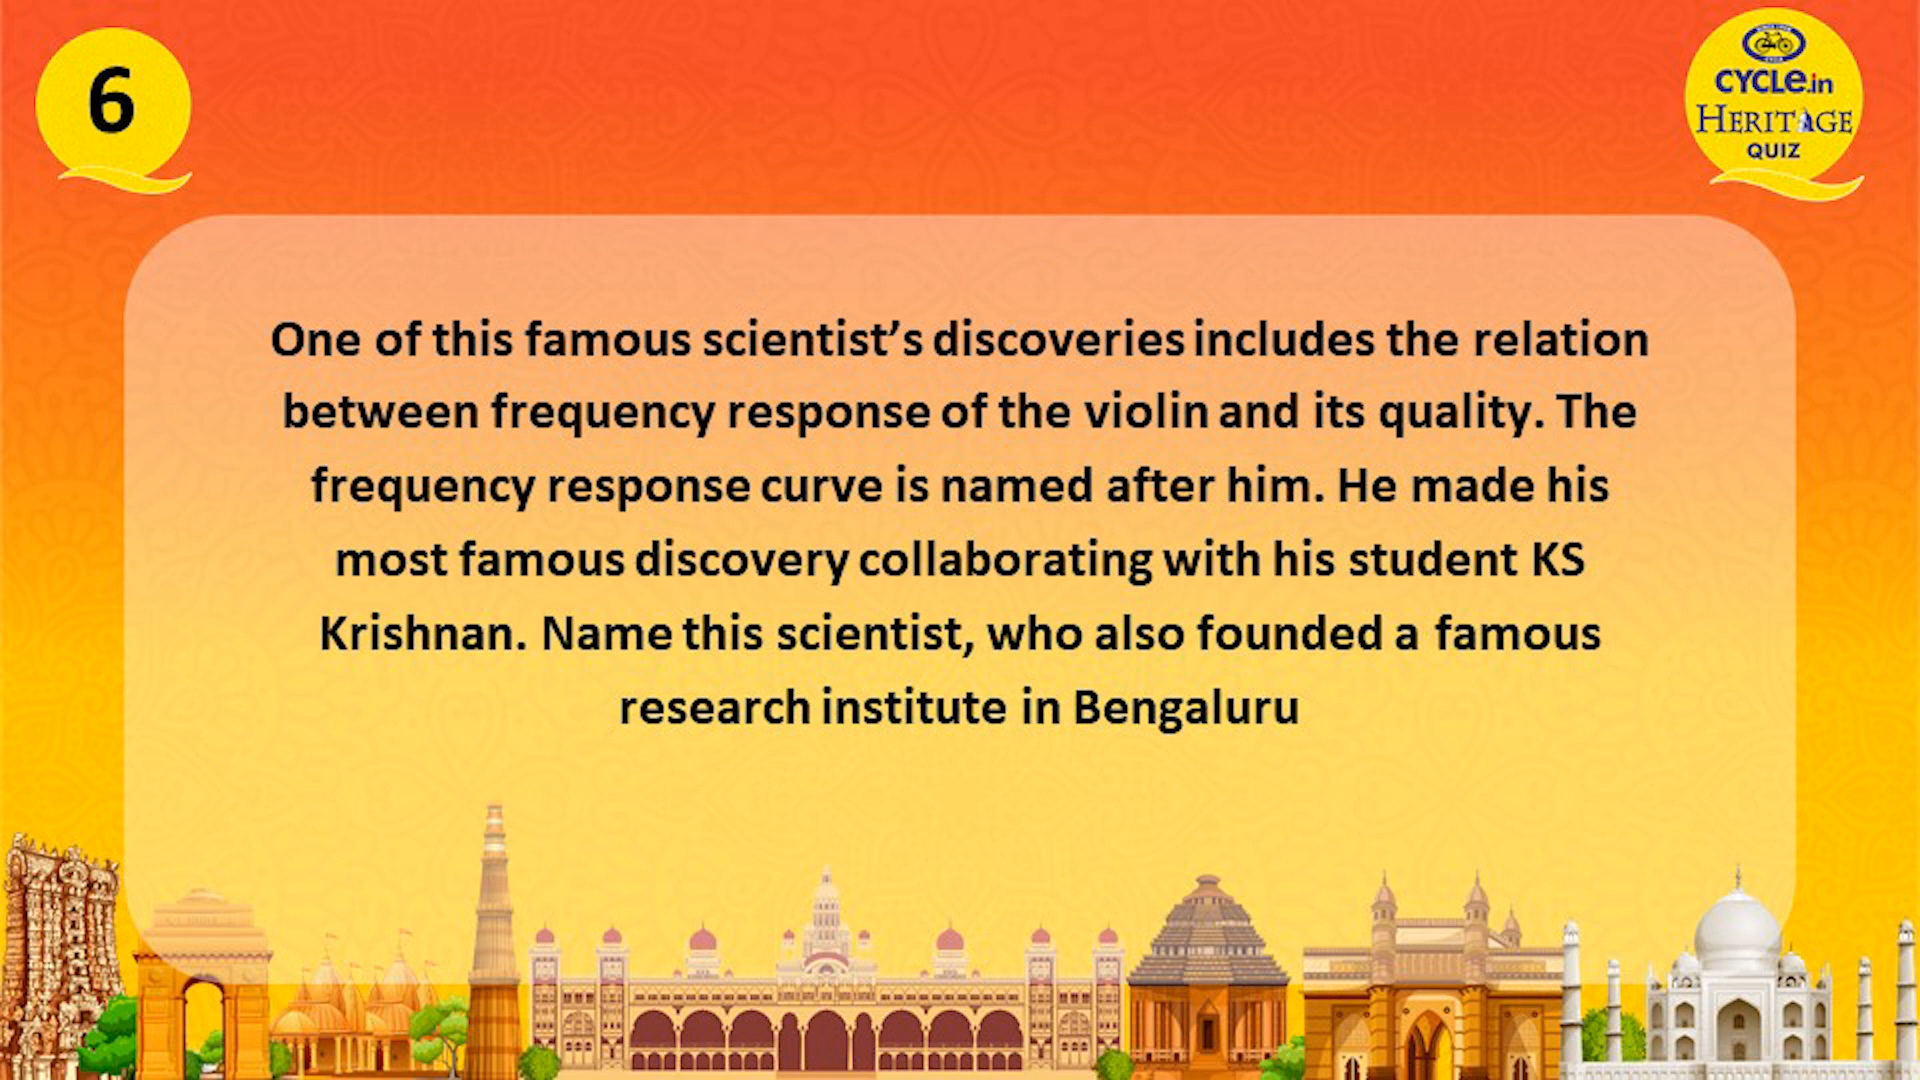 6
CYCLE.in
HERITAGE
QUIZ
One of this famous scientist’s discoveries includes the relation
between frequency response of the violin and its quality. The
frequency response curve is named after him. He made his
most famous discovery collaborating with his student KS
Krishnan. Name this scientist, who also founded a famous
research institute in Bengaluru